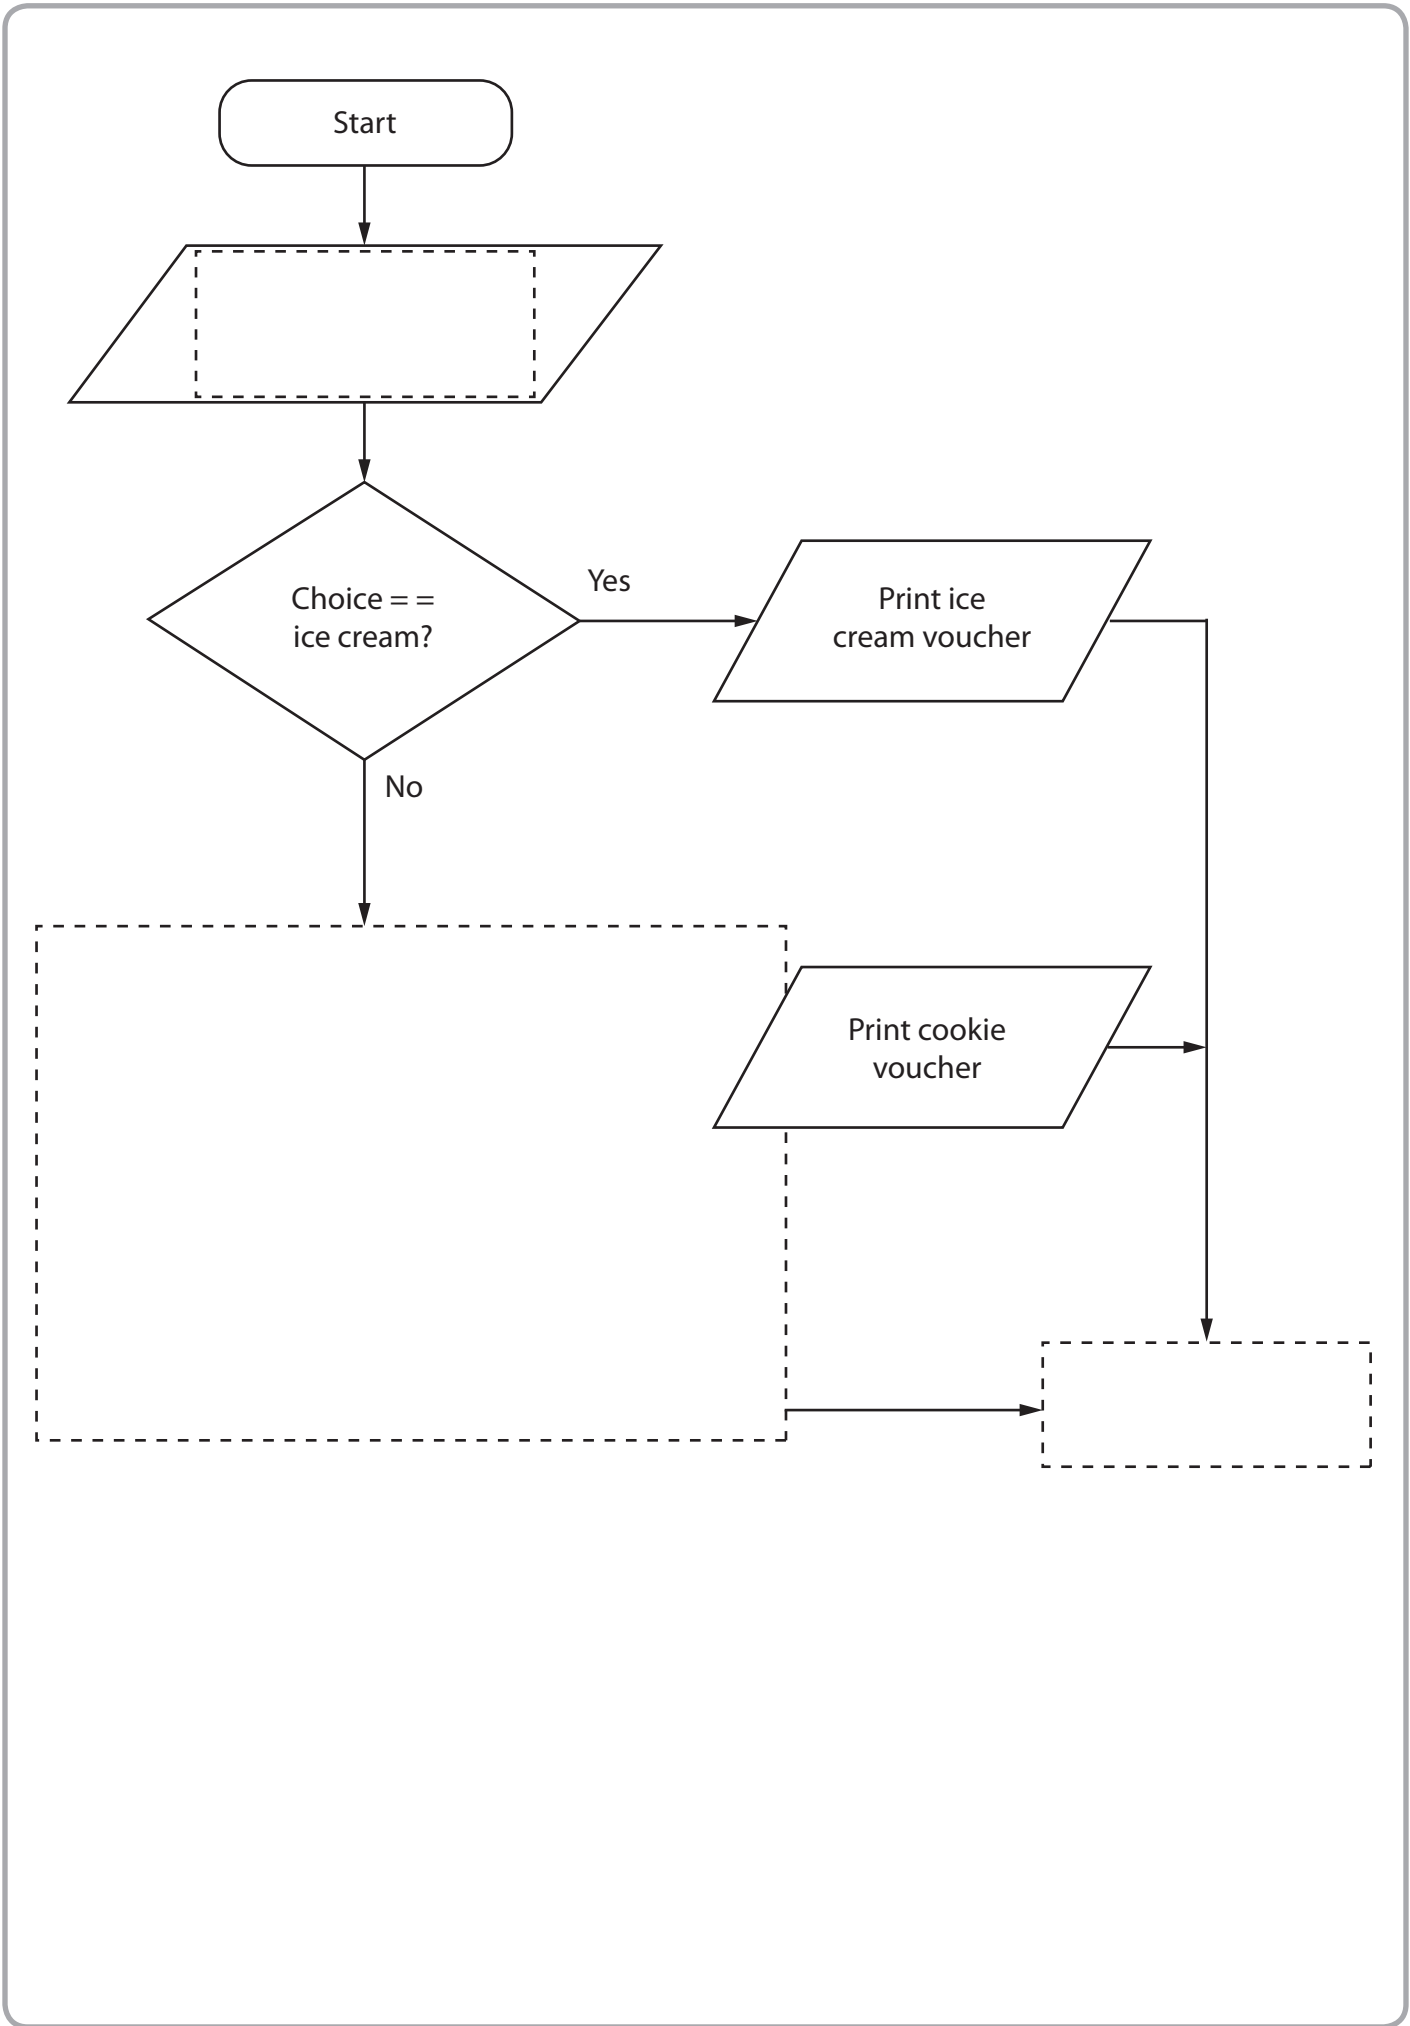 Start
Choice = =
ice cream?
Yes
Print ice
cream voucher
No
Print cookie
voucher